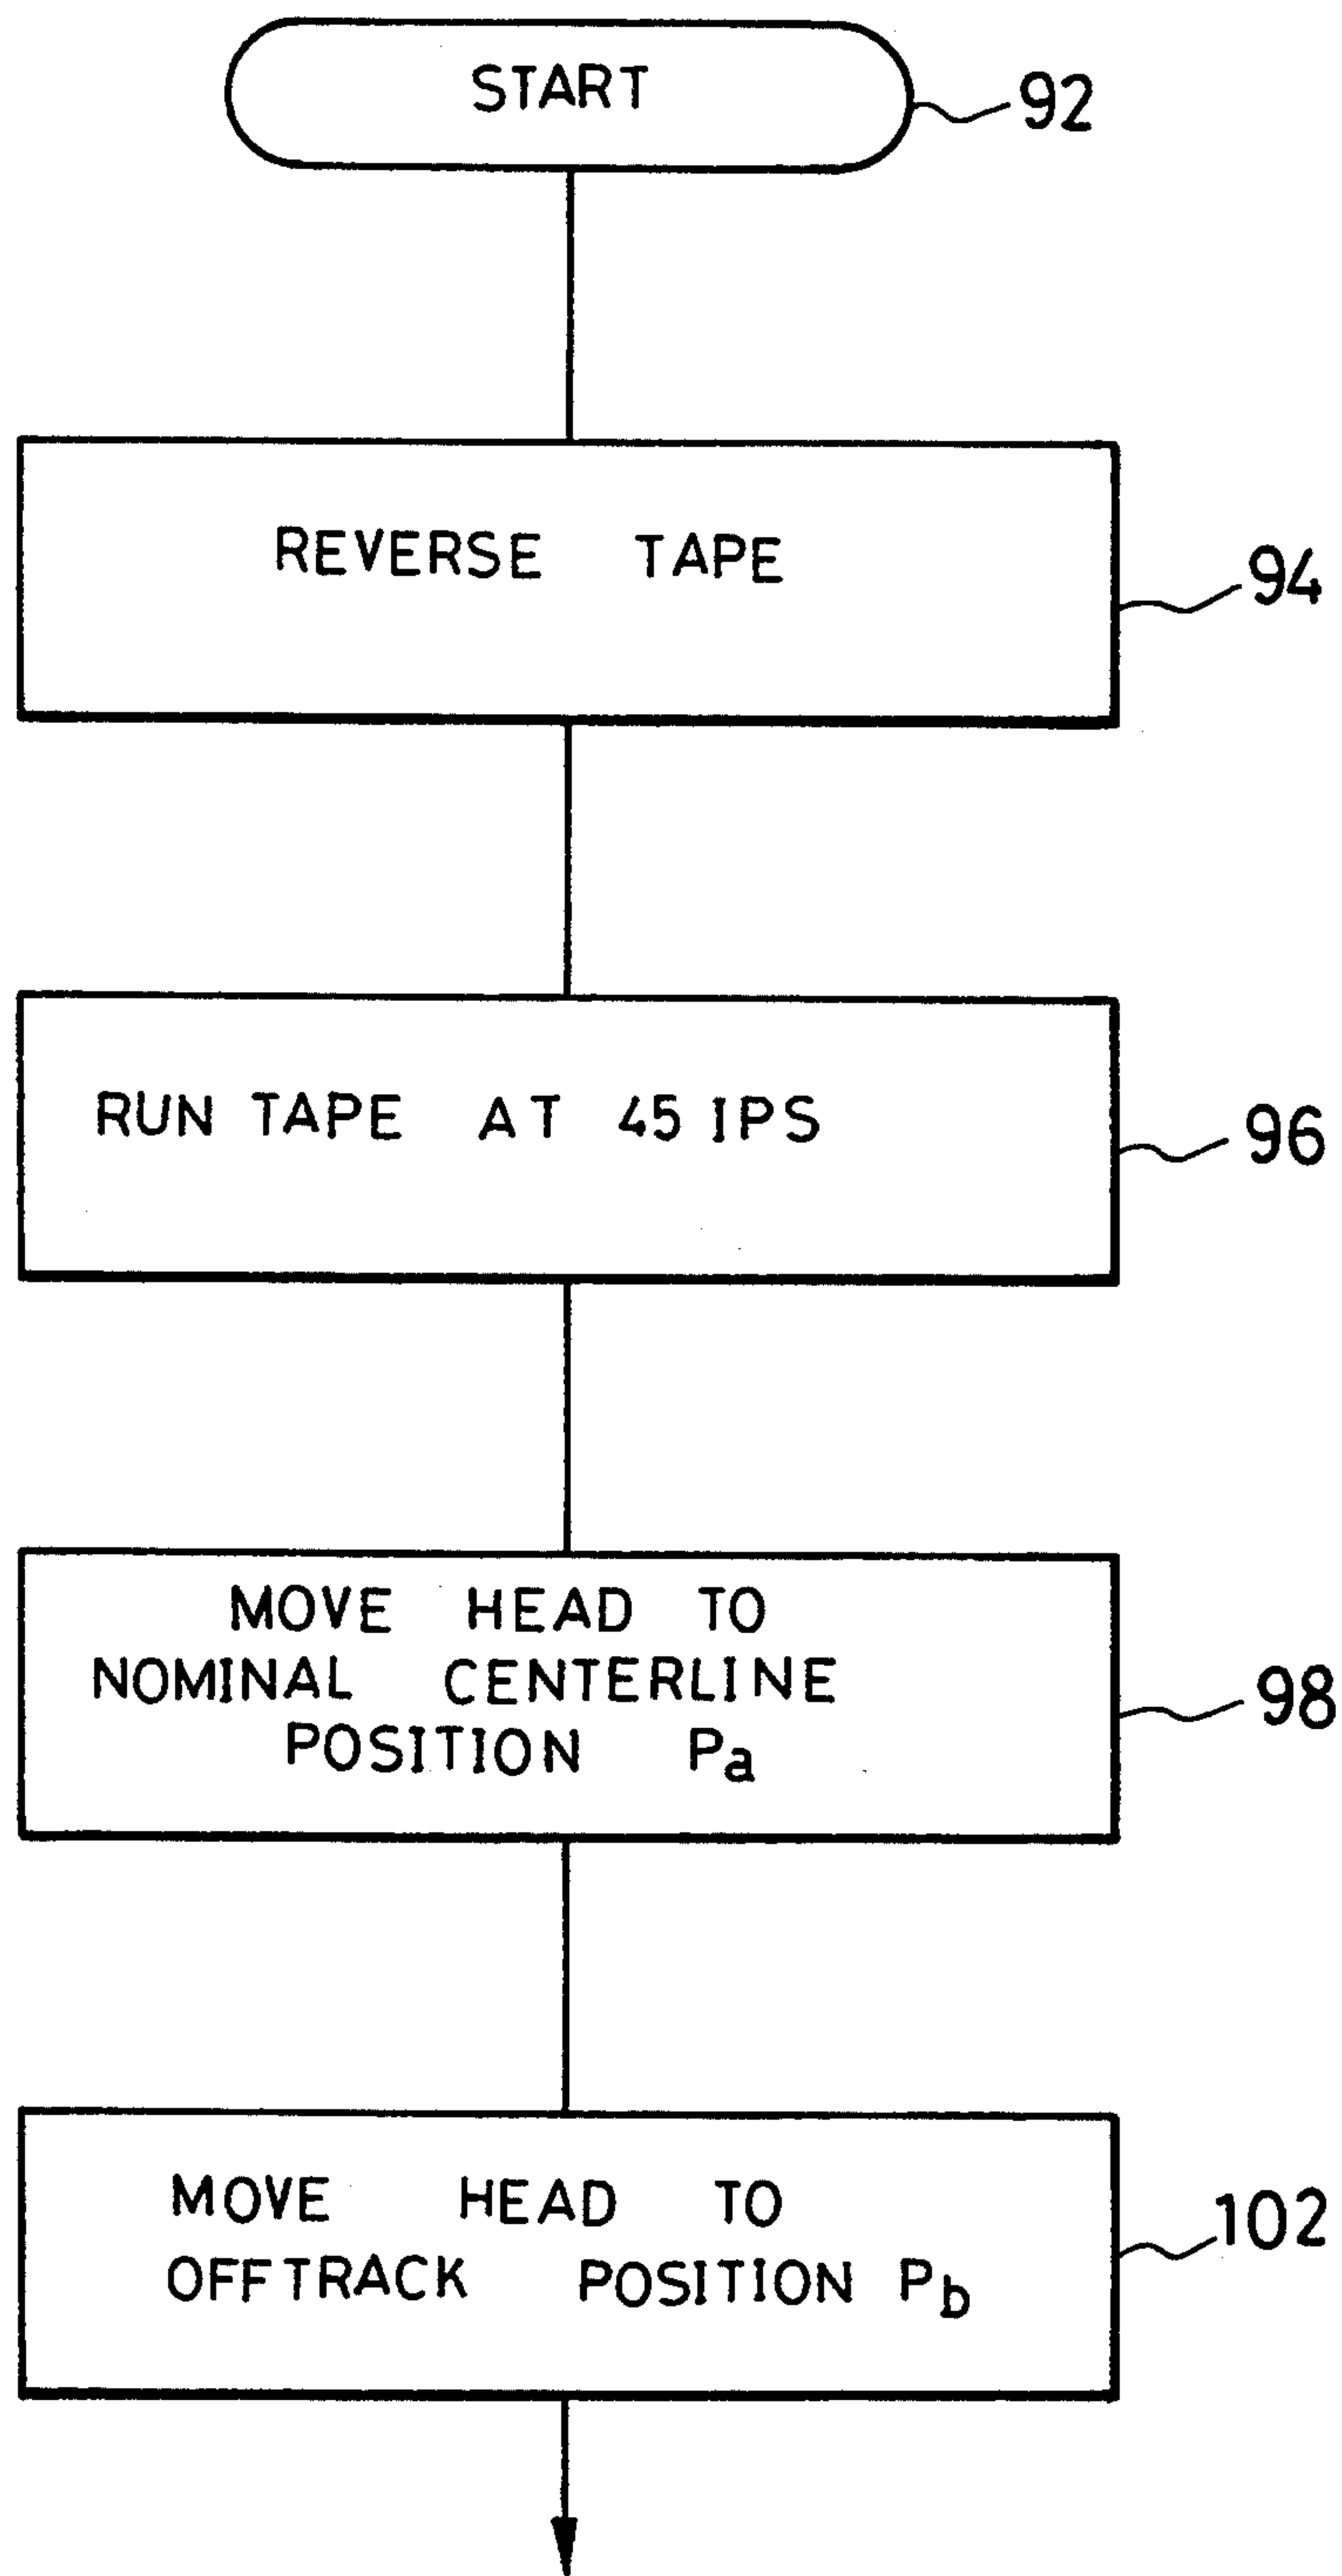 START
92
REVERSE TAPE
94
RUN TAPE AT 45 IPS
96
MOVE HEAD TO
NOMINAL CENTERLINE
POSITION Pa
98
MOVE HEAD TO
OFFTRACK POSITION Pb
102